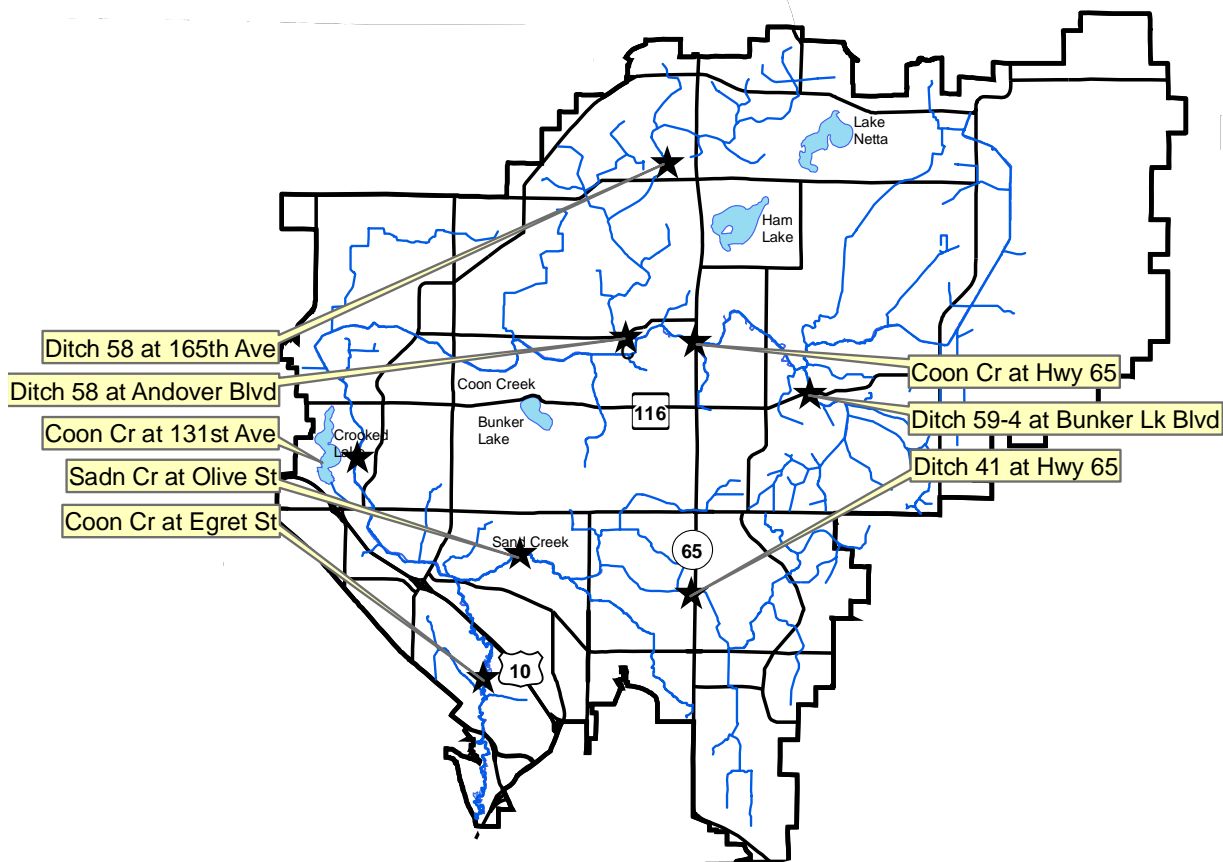 Lake
Netta
Ham
Lake
Ditch 58 at 165th Ave
Ditch 58 at Andover Blvd
Coon Cr at 131st Ave
Sadn Cr at Olive St
Coon Cr at Egret St
Coon Cr at Hwy 65
Ditch 59-4 at Bunker Lk Blvd
Ditch 41 at Hwy 65
Coon Creek
Bunker
Lake
116
Crooked
Lake
Sand Creek
65
10